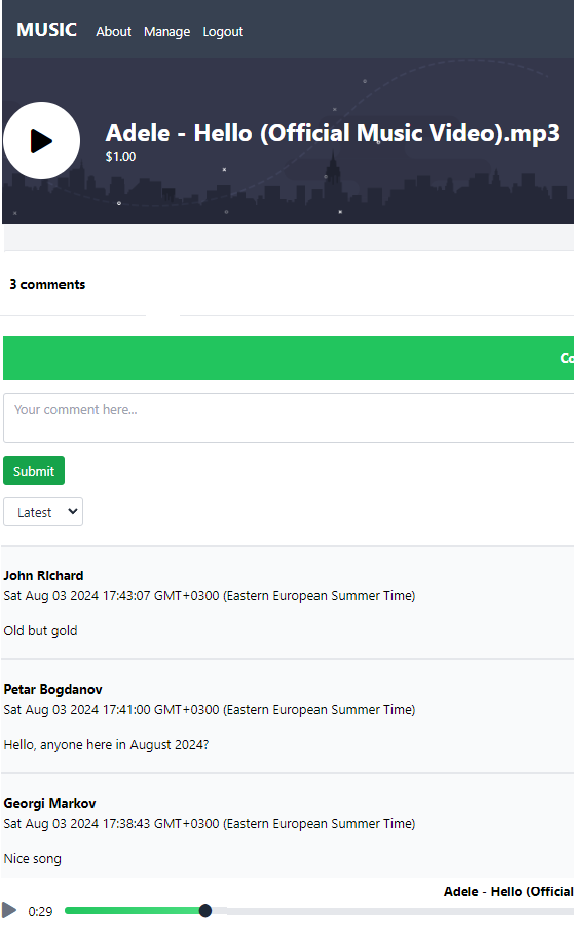 MUSIC About Manage Logout
Adele - Hello (Official Music Video).mp3
$1.00
3 comments
Co
Your comment here...
Submit
Latest
John Richard
Sat Aug 03 2024 17:43:07 GMT+0300 (Eastern European Summer Time)
Old but gold
Petar Bogdanov
Sat Aug 03 2024 17:41:00 GMT+0300 (Eastern European Summer Time)
Hello, anyone here in August 2024?
Georgi Markov
Sat Aug 03 2024 17:38:43 GMT+0300 (Eastern European Summer Time)
Nice song
Adele - Hello (Official
0:29